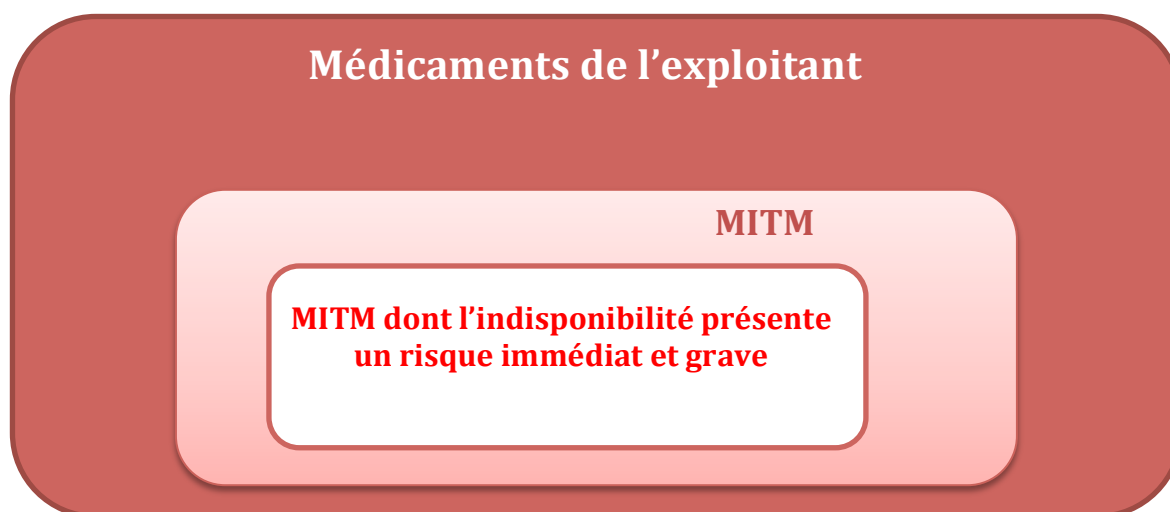 Médicaments de l’exploitant
MITM
MITM dont l’indisponibilité présente
un risque immédiat et grave